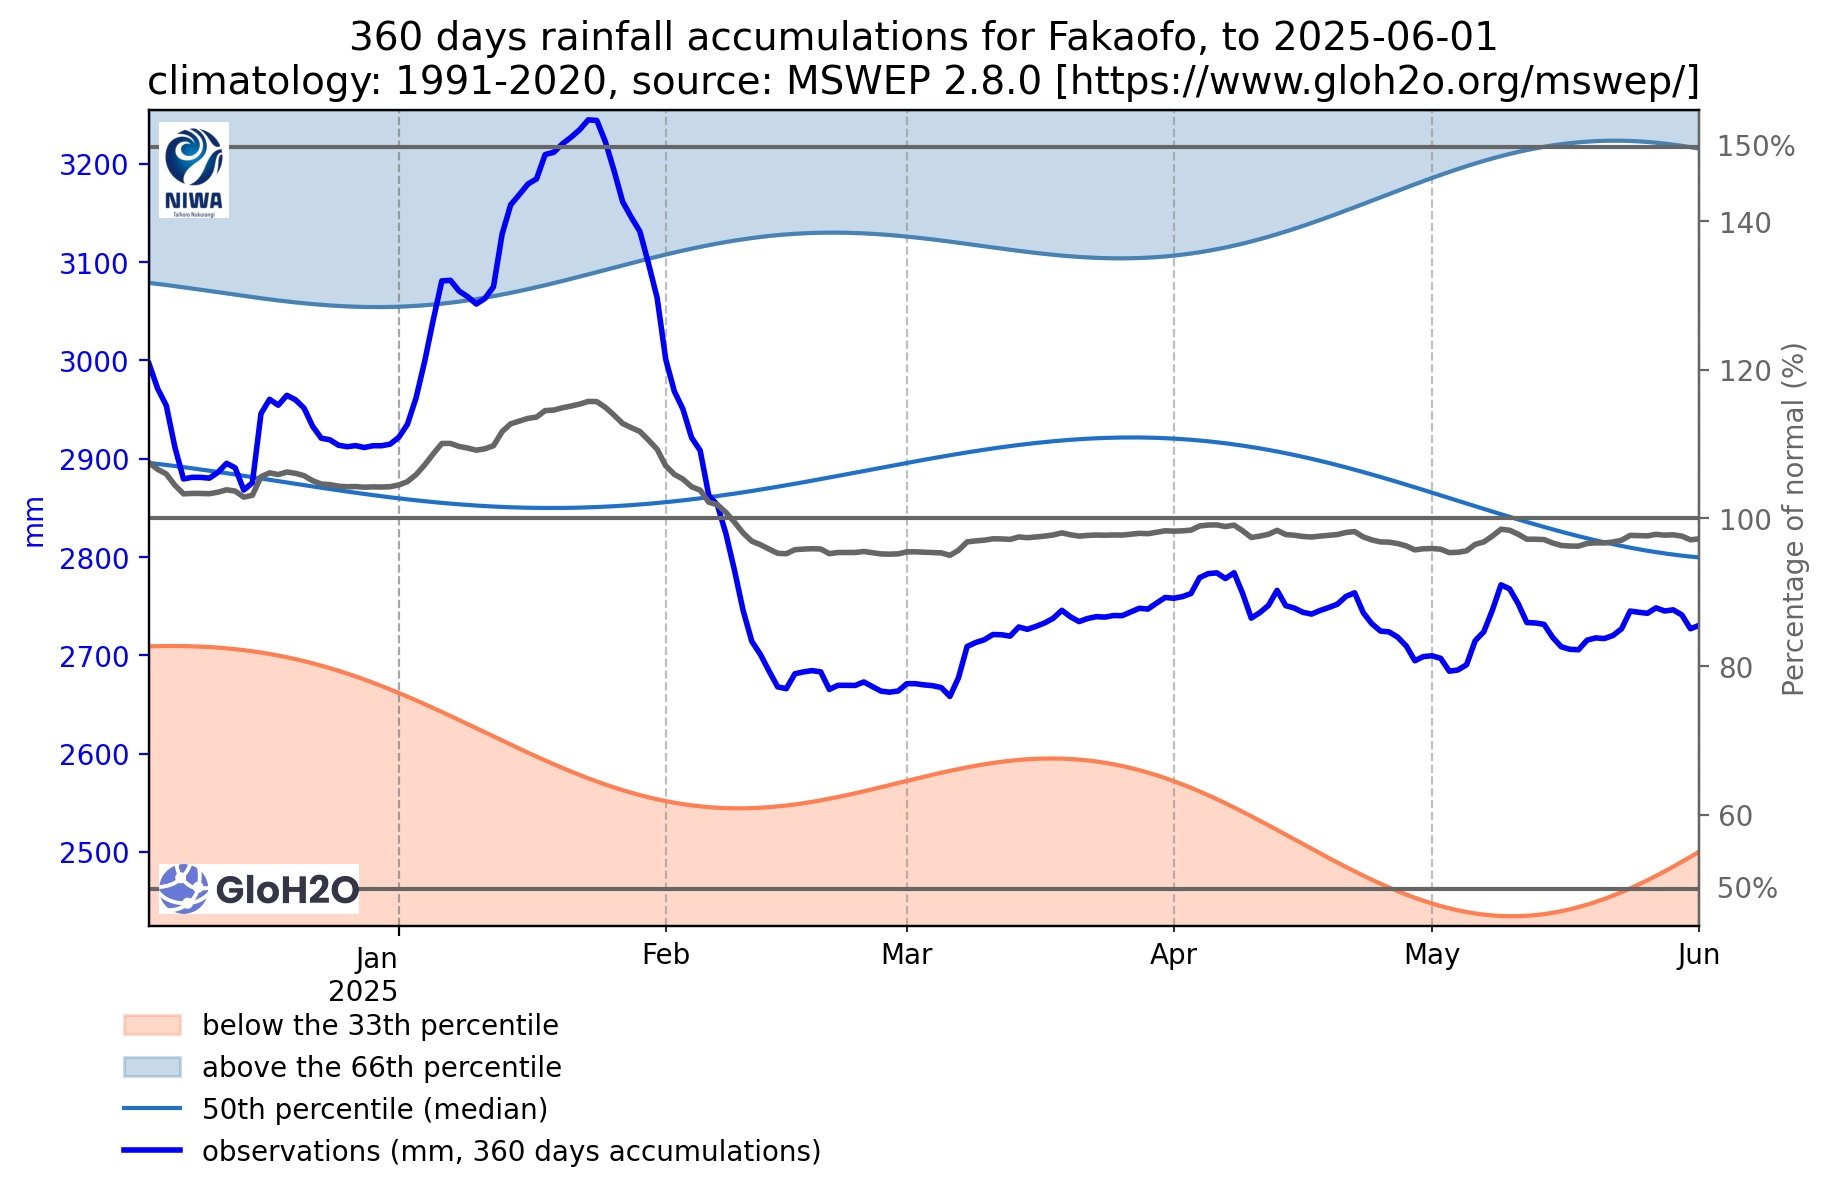 360 days rainfall accumulations for Fakaofo, to 2025-06-01
climatology: 1991-2020, source: MSWEP 2.8.0 [https://www.gloh2o.org/mswep/]
NIWA
Taihoro Nukurangi
3200
3100
3000
2900
2800
2700
2600
2500
mm
150%
140
120
100
80
60
50%
Percentage of normal (%)
GloH2O
Jan
2025
Feb
Mar
Apr
May
Jun
below the 33th percentile
above the 66th percentile
50th percentile (median)
observations (mm, 360 days accumulations)